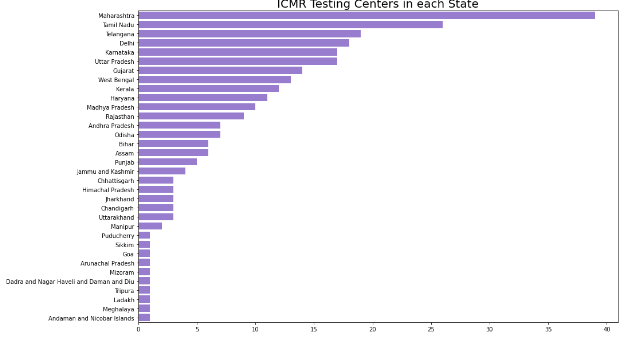 ICMR Testing Centers in each State
Maharashtra
Tamil Nadu
Telangana
Delhi
Karnataka
Uttar Pradesh
Gujarat
West Bengal
Kerala
Haryana
Madhya Pradesh
Rajasthan
Andhra Pradesh
Odisha
Bihar
Assam
Punjab
Jammu and Kashmir
Chhattisgarh
Himachal Pradesh
Jharkhand
Chandigarh
Uttarakhand
Manipur
Puducherry
Sikkim
Goa
Arunachal Pradesh
Mizoram
Dadra and Nagar Haveli and Daman and Diu
Tripura
Ladakh
Meghalaya
Andaman and Nicobar Islands
0 5 10 15 20 25 30 35 40